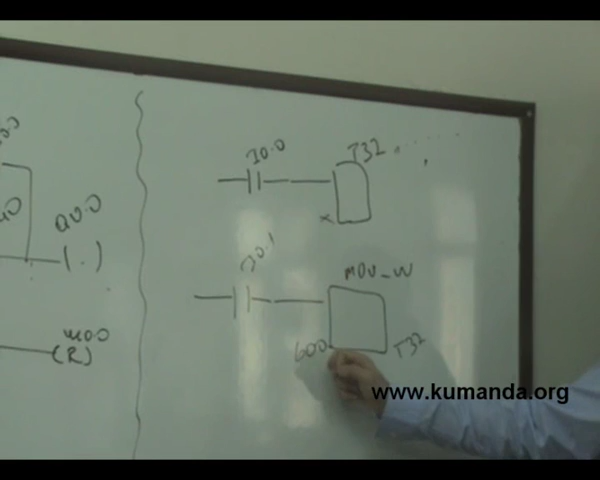 I0.0
T32
Q0.0
( )
x
I0.1
MOV_W
M0.0
(R)
600
T32
www.kumanda.org